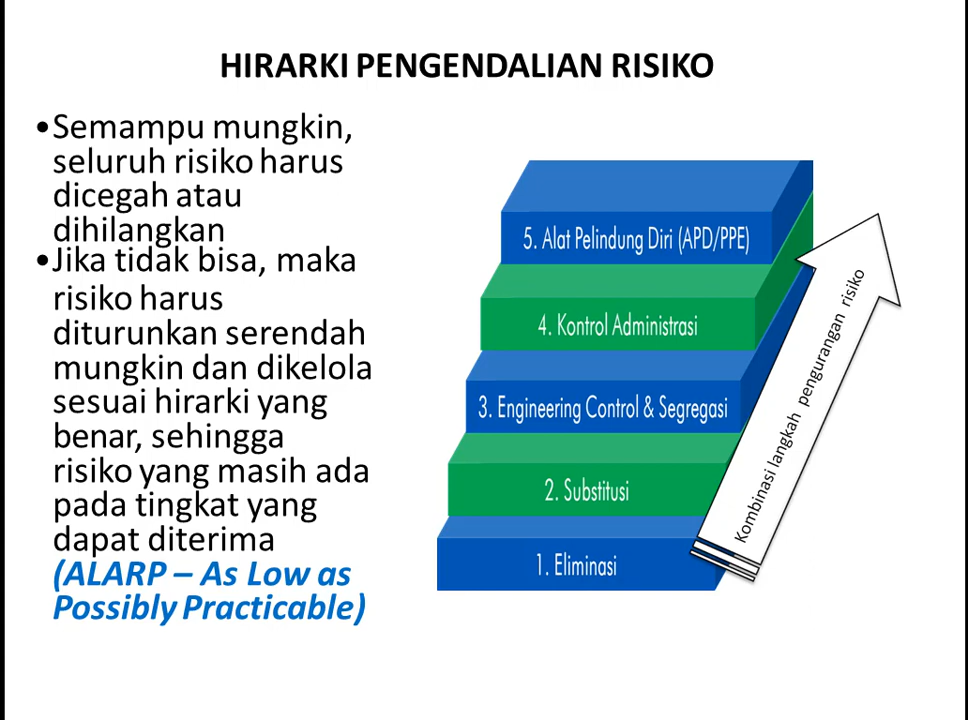 HIRARKI PENGENDALIAN RISIKO
•Semampu mungkin,
seluruh risiko harus
dicegah atau
dihilangkan
•Jika tidak bisa, maka
risiko harus
diturunkan serendah
mungkin dan dikelola
sesuai hirarki yang
benar, sehingga
risiko yang masih ada
pada tingkat yang
dapat diterima
(ALARP – As Low as
Possibly Practicable)
5. Alat Pelindung Diri (APD/PPE)
4. Kontrol Administrasi
3. Engineering Control & Segregasi
2. Substitusi
1. Eliminasi
Kombinasi langkah pengurangan risiko